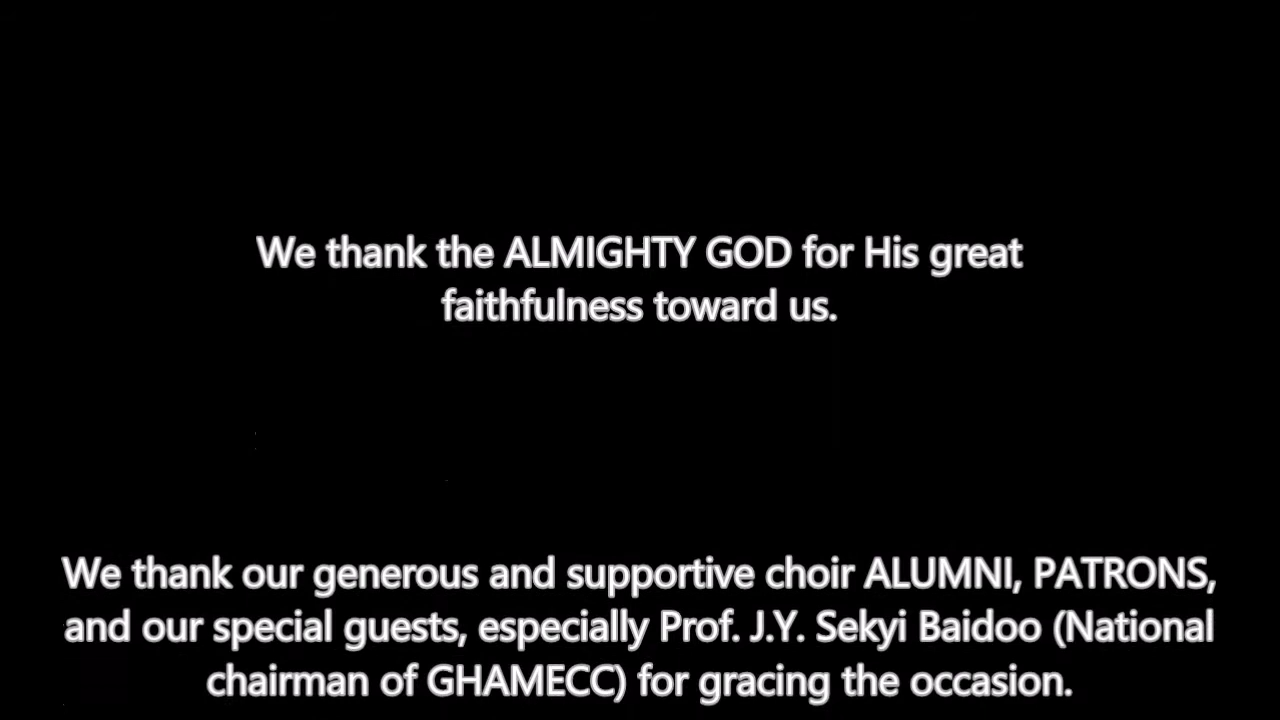 We thank the ALMIGHTY GOD for His great
faithfulness toward us.
We thank our generous and supportive choir ALUMNI, PATRONS,
and our special guests, especially Prof. J.Y. Sekyi Baidoo (National
chairman of GHAMECC) for gracing the occasion.